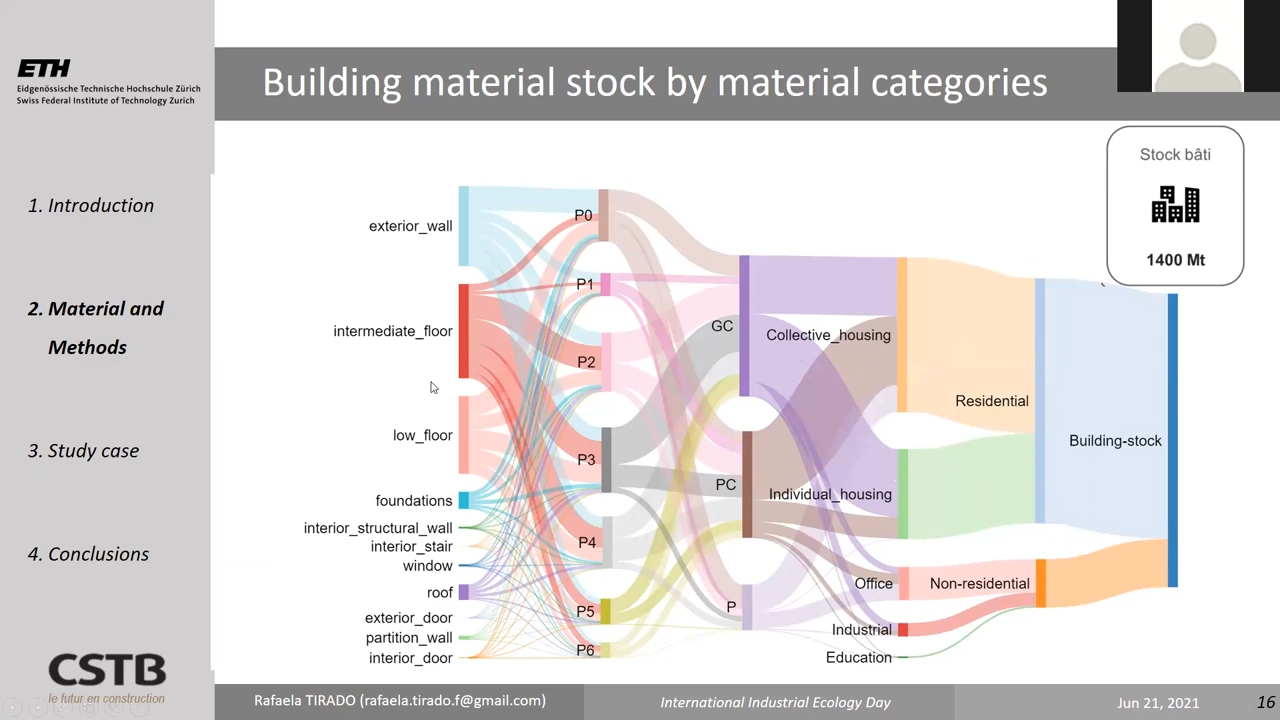 ETH
Eidgenössische Technische Hochschule Zürich
Swiss Federal Institute of Technology Zurich
1. Introduction
2. Material and
Methods
3. Study case
4. Conclusions
CSTB
le futur en construction
Building material stock by material categories
Stock bâti
1400 Mt
exterior_wall
intermediate_floor
low_floor
foundations
interior_structural_wall
interior_stair
window
roof
exterior_door
partition_wall
interior_door
P0
P1
P2
P3
P4
P5
P6
GC
PC
P
Collective_housing
Individual_housing
Office
Industrial
Education
Residential
Non-residential
Building-stock
Rafaela TIRADO (rafaela.tirado.f@gmail.com)
International Industrial Ecology Day
Jun 21, 2021
16